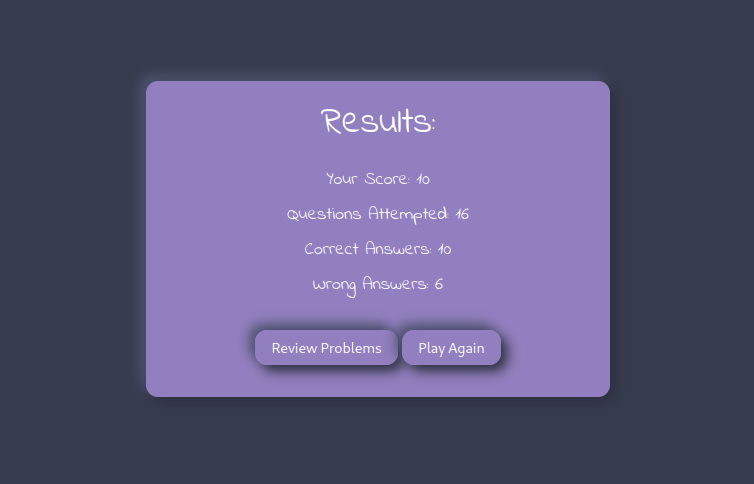 Results:
Your Score: 10
Questions Attempted: 16
Correct Answers: 10
Wrong Answers: 6
Review Problems Play Again